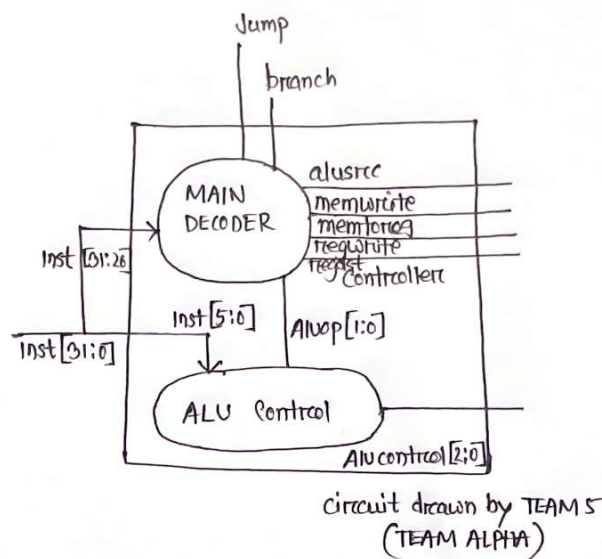 Jump
branch
MAIN
DECODER
alusrc
memwrite
memtoreg
regwrite
regdst
Controller
Inst [31:26]
Inst [5:0]
Aluop [1:0]
Inst [31:0]
ALU Control
Alucontrol [2:0]
circuit drawn by TEAM 5
(TEAM ALPHA)